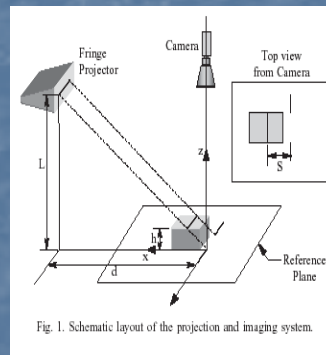 Fringe
Projector
Camera
Top view
from Camera
S
L
z
h
x
d
Reference
Plane
Fig. 1. Schematic layout of the projection and imaging system.